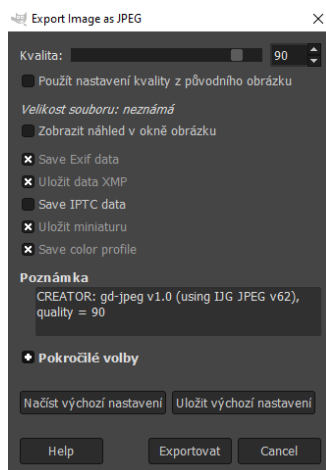 Export Image as JPEG
Kvalita:
90
Použít nastavení kvality z původního obrázku
Velikost souboru: neznámá
Zobrazit náhled v okně obrázku
Save Exif data
Uložit data XMP
Save IPTC data
Uložit miniaturu
Save color profile
Poznámka
CREATOR: gd-jpeg v1.0 (using IJG JPEG v62),
quality = 90
Pokročilé volby
Načíst výchozí nastavení Uložit výchozí nastavení
Help Exportovat Cancel